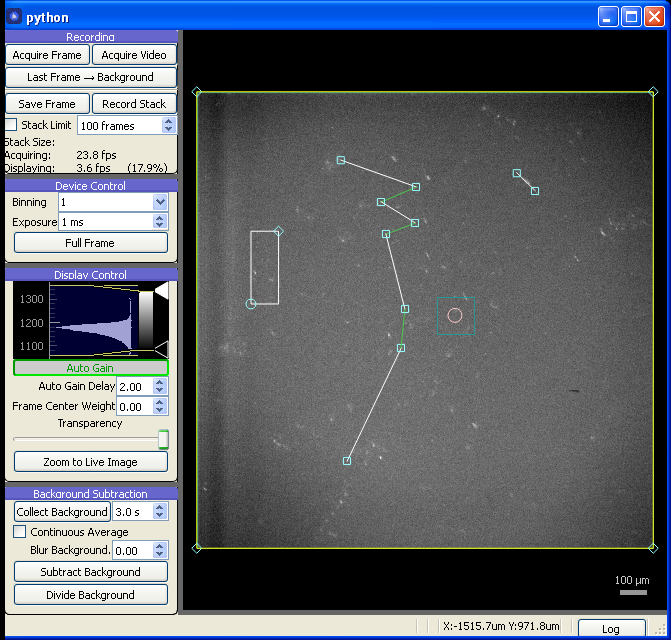 python
Recording
Acquire Frame Acquire Video
Last Frame → Background
Save Frame Record Stack
Stack Limit 100 frames
Stack Size:
Acquiring: 23.8 fps
Displaying: 3.6 fps (17.9%)
Device Control
Binning 1
Exposure 1 ms
Full Frame
Display Control
1300
1200
1100
Auto Gain
Auto Gain Delay 2.00
Frame Center Weight 0.00
Transparency
Zoom to Live Image
Background Subtraction
Collect Background 3.0 s
Continuous Average
Blur Background. 0.00
Subtract Background
Divide Background
100 µm
X:-1515.7um Y:971.8um
Log